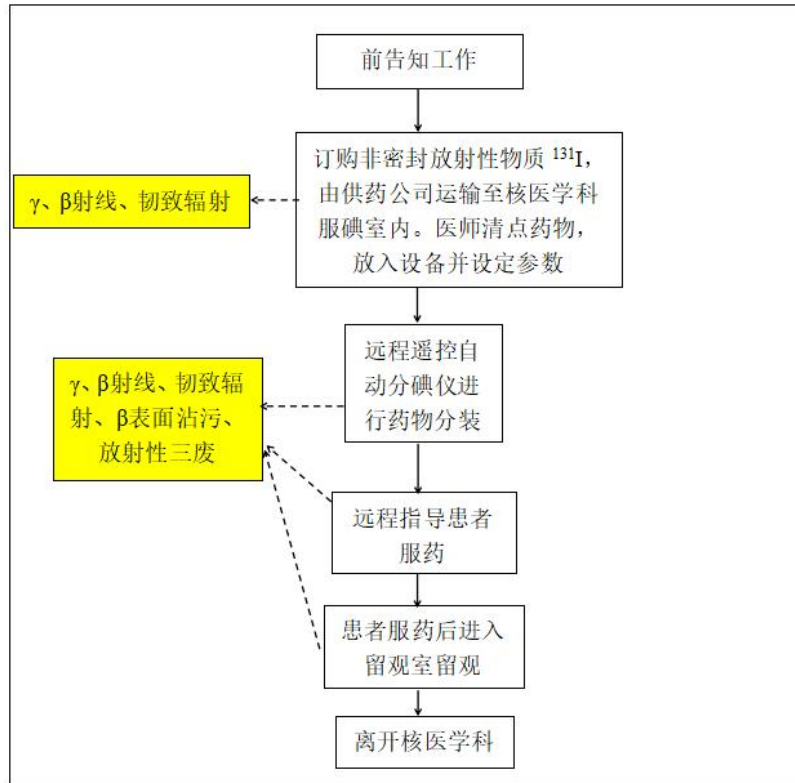 前告知工作
订购非密封放射性物质 ¹³¹I,
由供药公司运输至核医学科
服碘室内。医师清点药物,
放入设备并设定参数
γ、β射线、韧致辐射
远程遥控自
动分碘仪进
行药物分装
γ、β射线、韧致辐
射、β表面沾污、
放射性三废
远程指导患者
服药
患者服药后进入
留观室留观
离开核医学科